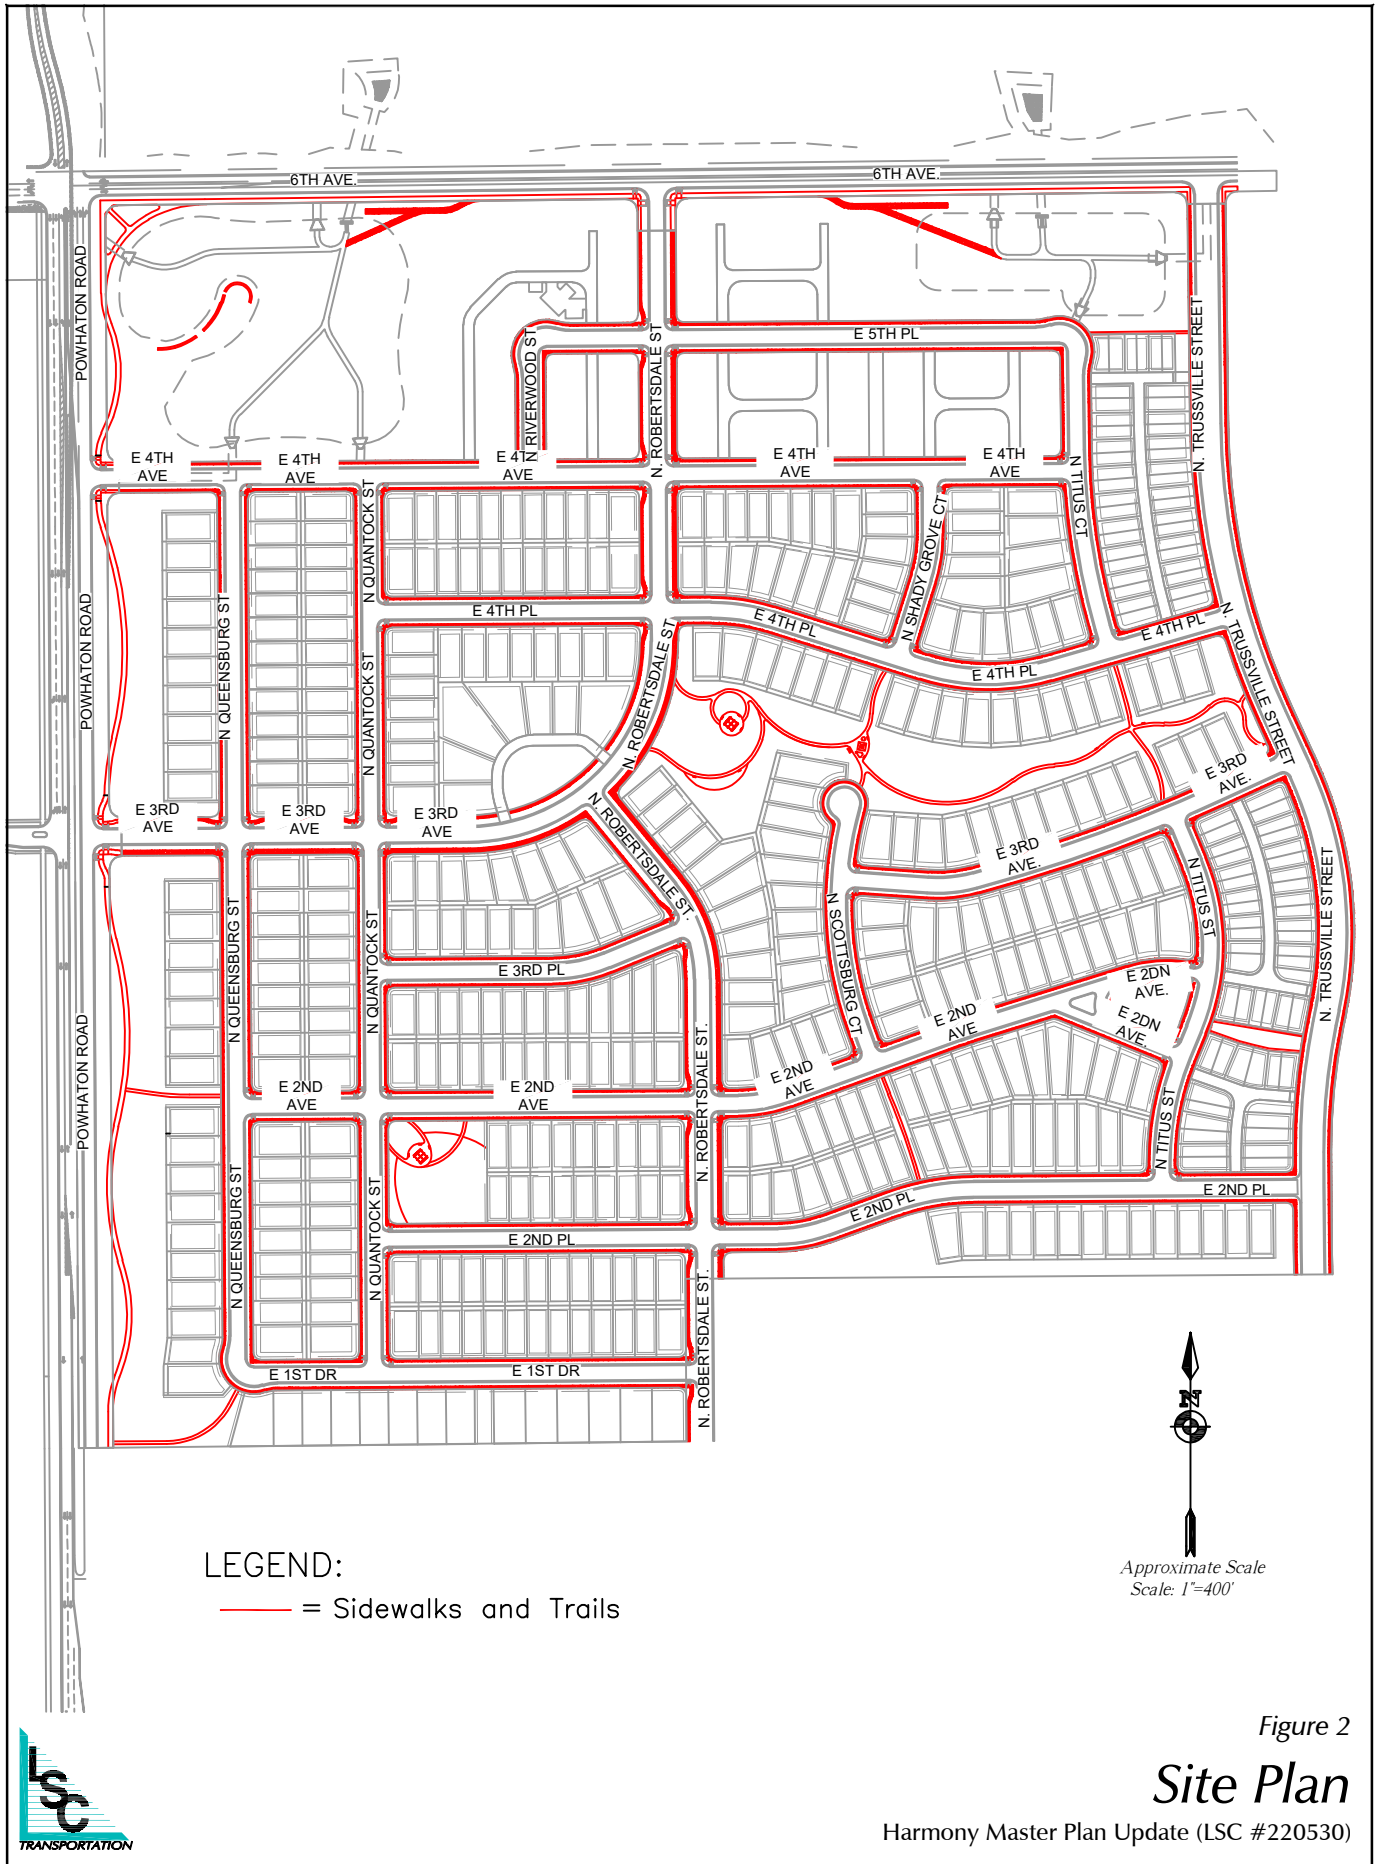 6TH AVE.
6TH AVE.
POWHATON ROAD
N RIVERWOOD ST
N. ROBERTSDALE ST
E 5TH PL
N. TRUSSVILLE STREET
E 4TH
AVE
E 4TH
AVE
E 4TH
AVE
E 4TH
AVE
E 4TH
AVE
N TITUS CT
N QUANTOCK ST
N SHADY GROVE CT
POWHATON ROAD
N QUEENSBURG ST
E 4TH PL
E 4TH PL
E 4TH PL
E 4TH PL
N. TRUSSVILLE STREET
N QUANTOCK ST
N. ROBERTSDALE ST
E 3RD
AVE
E 3RD
AVE
E 3RD
AVE
N. ROBERTSDALE ST.
E 3RD
AVE.
E 3RD
AVE.
N TITUS ST
N. TRUSSVILLE STREET
N QUEENSBURG ST
N QUANTOCK ST
E 3RD PL
N SCOTTSBURG CT
E 2DN
AVE.
E 2DN
AVE.
E 2ND
AVE
POWHATON ROAD
E 2ND
AVE
E 2ND
AVE
E 2ND
AVE
N. ROBERTSDALE ST.
N TITUS ST
N QUEENSBURG ST
N QUANTOCK ST
E 2ND PL
E 2ND PL
E 2ND PL
N. ROBERTSDALE ST.
E 1ST DR
E 1ST DR
N
Approximate Scale
Scale: 1"=400'
LEGEND:
= Sidewalks and Trails
Figure 2
Site Plan
Harmony Master Plan Update (LSC #220530)
LSC
TRANSPORTATION